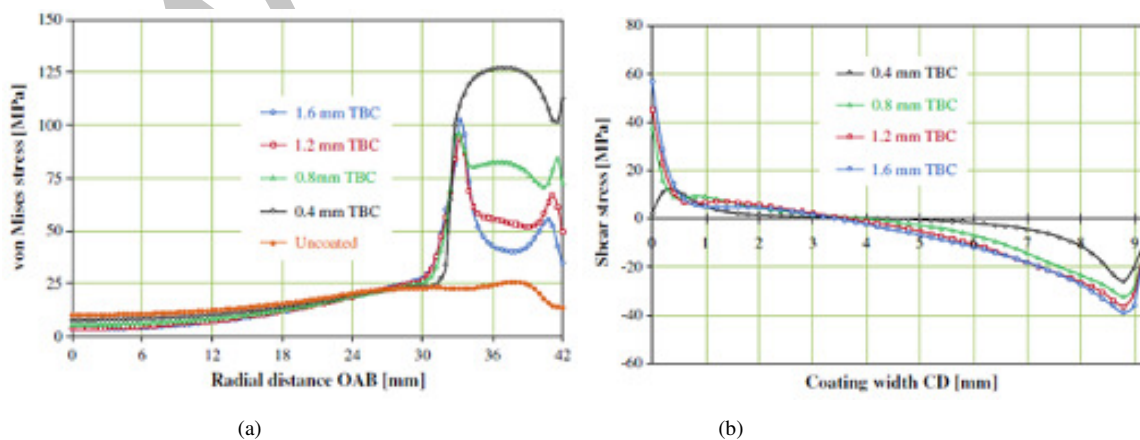 150
125
100
75
50
25
0
von Mises stress [MPa]
1.6 mm TBC
1.2 mm TBC
0.8mm TBC
0.4 mm TBC
Uncoated
0 6 12 18 24 30 36 42
Radial distance OAB [mm]
(a)
80
60
40
20
0
-20
-40
-60
Shear stress [MPa]
0.4 mm TBC
0.8 mm TBC
1.2 mm TBC
1.6 mm TBC
0 1 2 3 4 5 6 7 8 9
Coating width CD [mm]
(b)